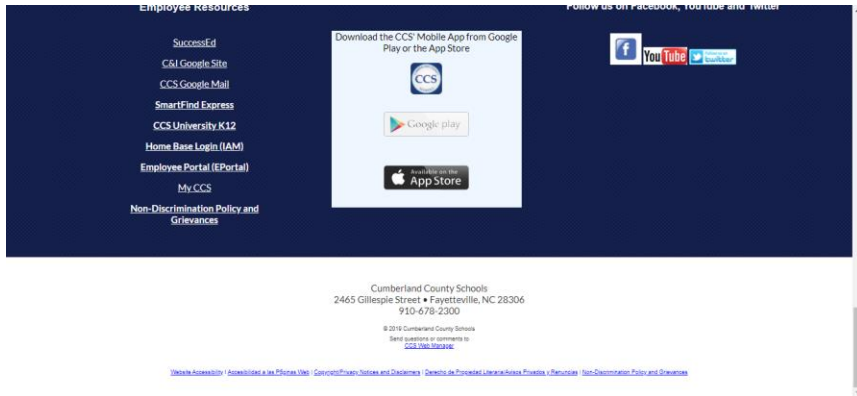 Employee Resources
SuccessEd
C&I Google Site
CCS Google Mail
SmartFind Express
CCS University K12
Home Base Login (IAM)
Employee Portal (EPortal)
My CCS
Non-Discrimination Policy and
Grievances
Download the CCS' Mobile App from Google
Play or the App Store
CCS
Google play
Available on the
App Store
Follow us on Facebook, YouTube and Twitter
f
YouTube
twitter
Cumberland County Schools
2465 Gillespie Street • Fayetteville, NC 28306
910-678-2300
Cumberland County Schools
Send questions or comments to
CCS Web Manager
Website Accessibility | Accesibilidad a las Web | Copyright/Privacy Notices and Disclaimers | Derecho de Propiedad Literaria/Avisos Privados y Renuncias | Non-Discrimination Policy and Grievances